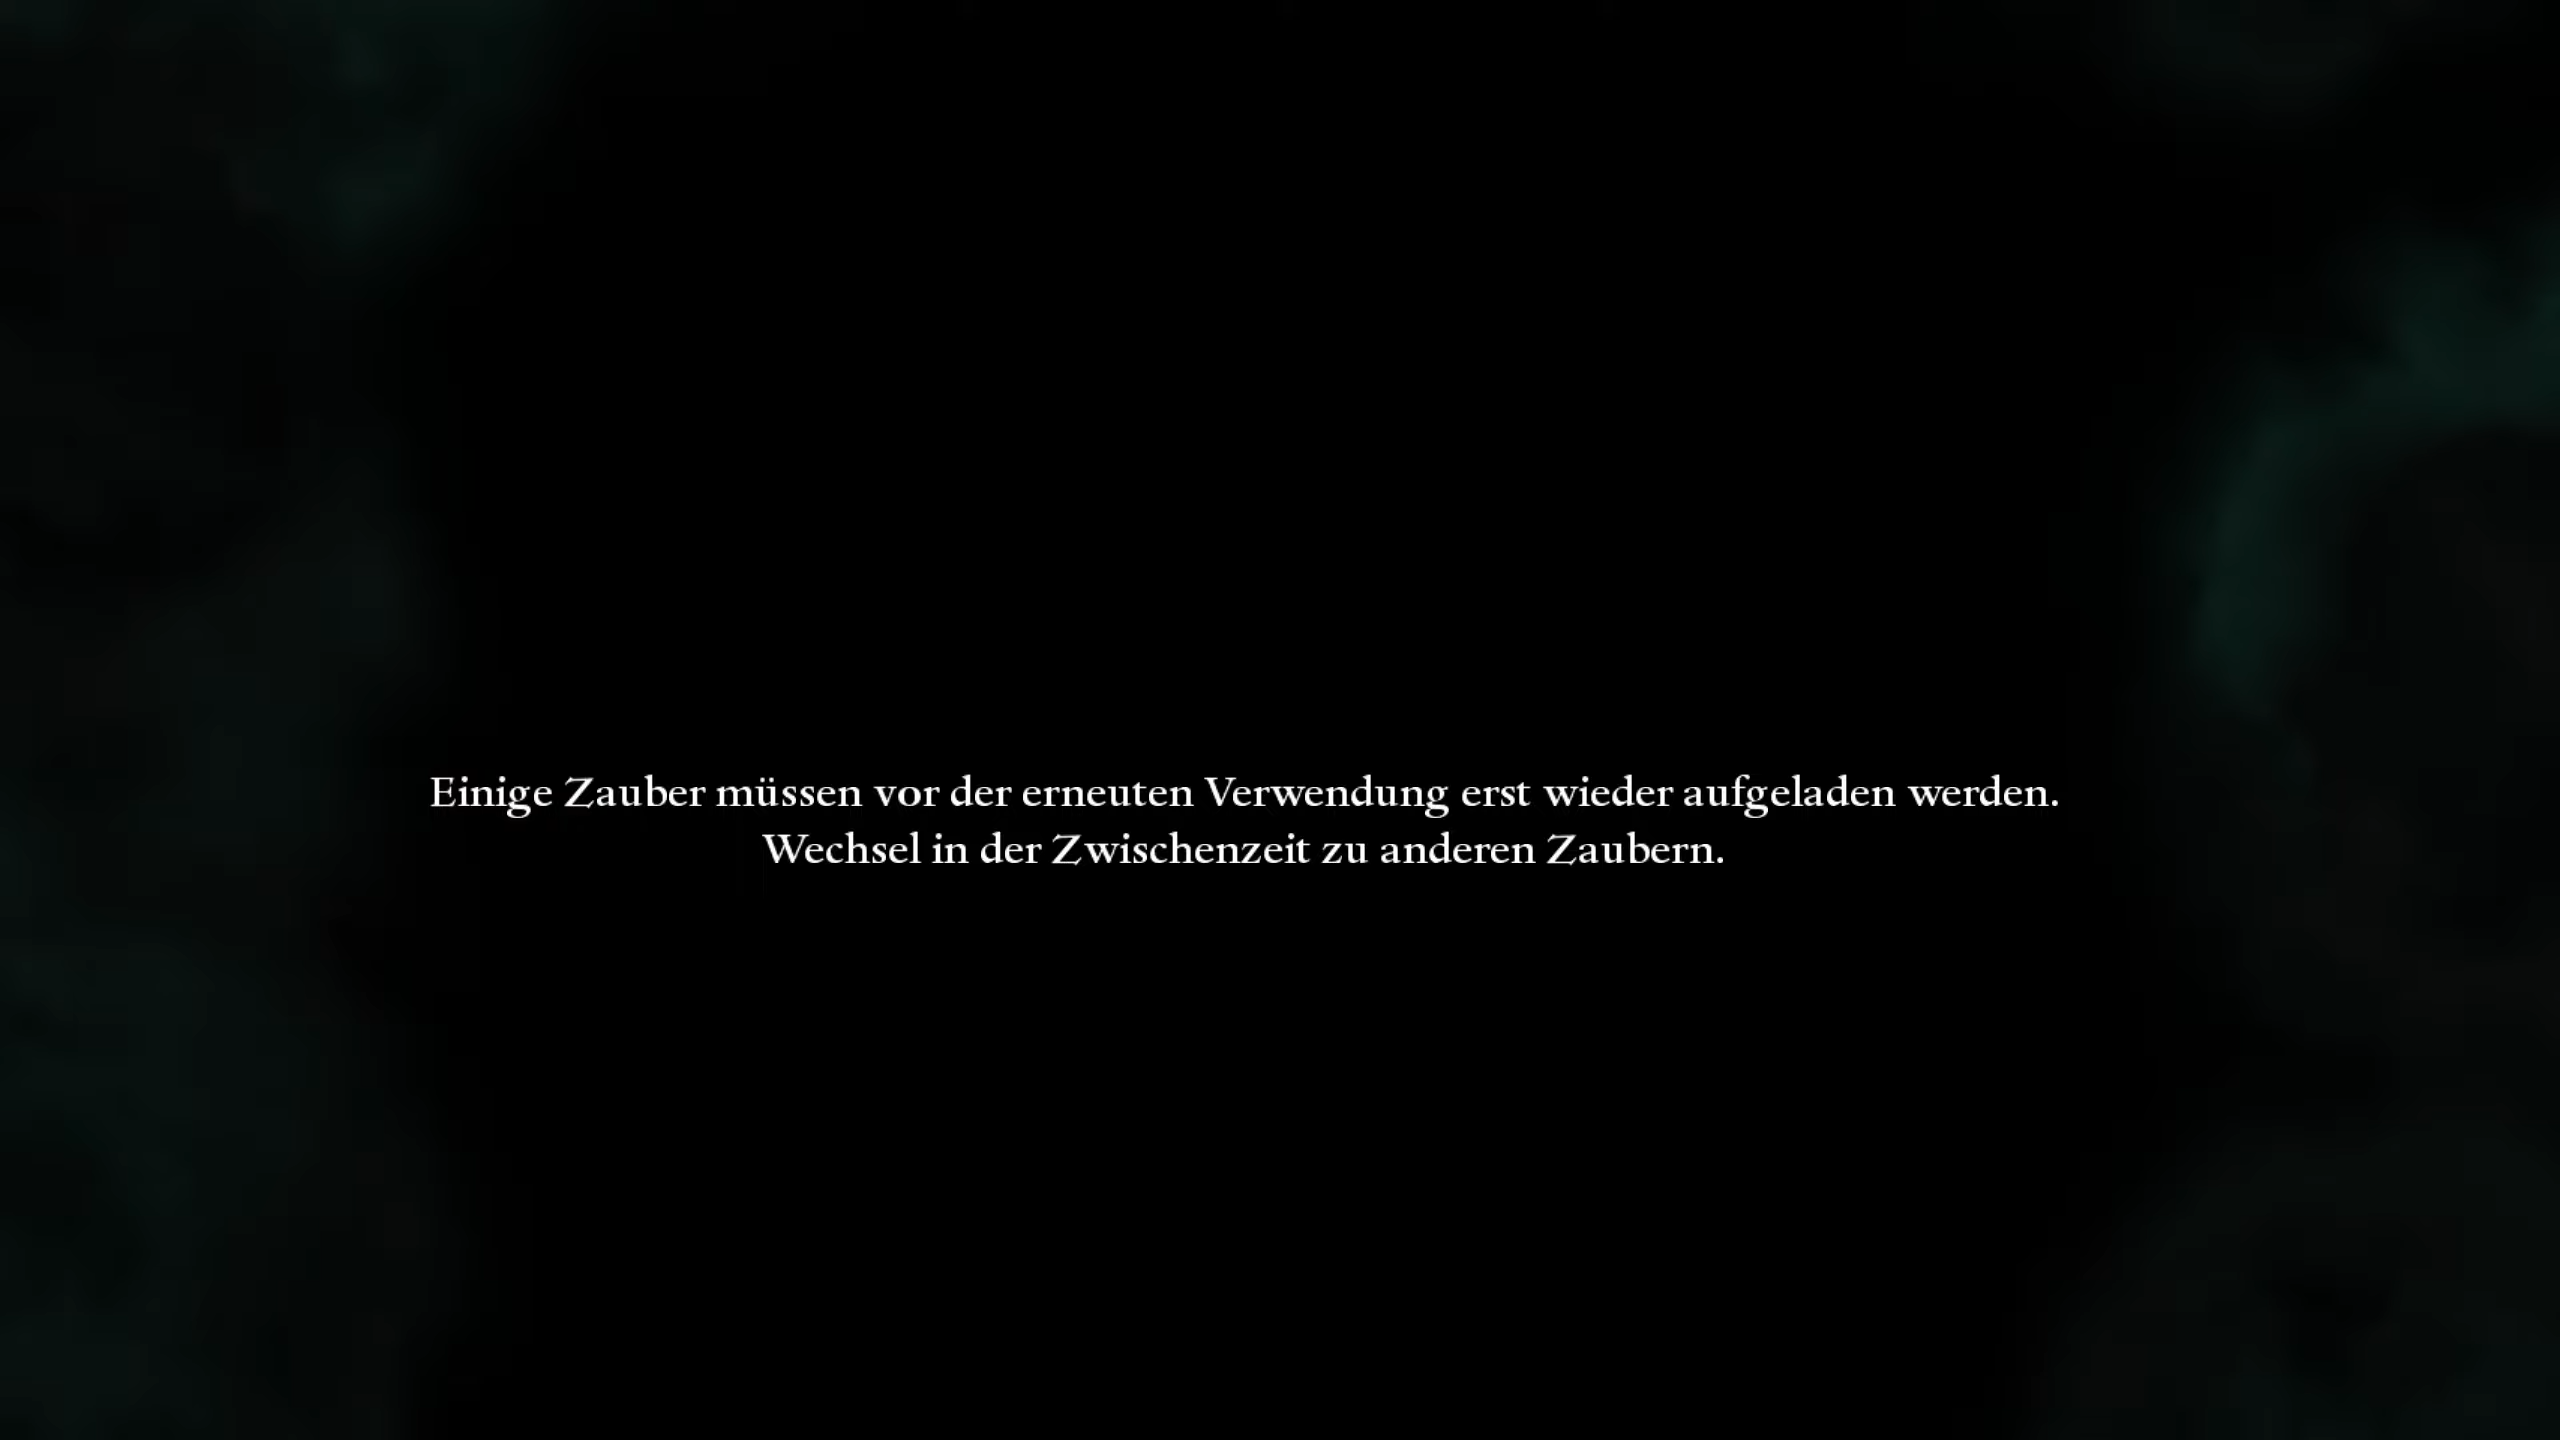 Einige Zauber müssen vor der erneuten Verwendung erst wieder aufgeladen werden.
Wechsel in der Zwischenzeit zu anderen Zaubern.